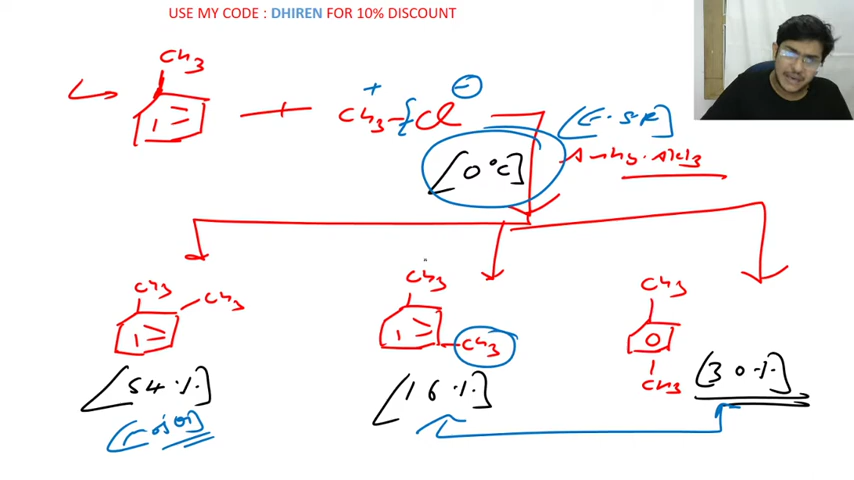 USE MY CODE : DHIREN FOR 10% DISCOUNT
CH3
+
CH3-Cl
-
[F.S.R]
Anhy. AlCl3
[0°C]
CH3
CH3
CH3
CH3
CH3
CH3
[54%]
[16%]
[30%]